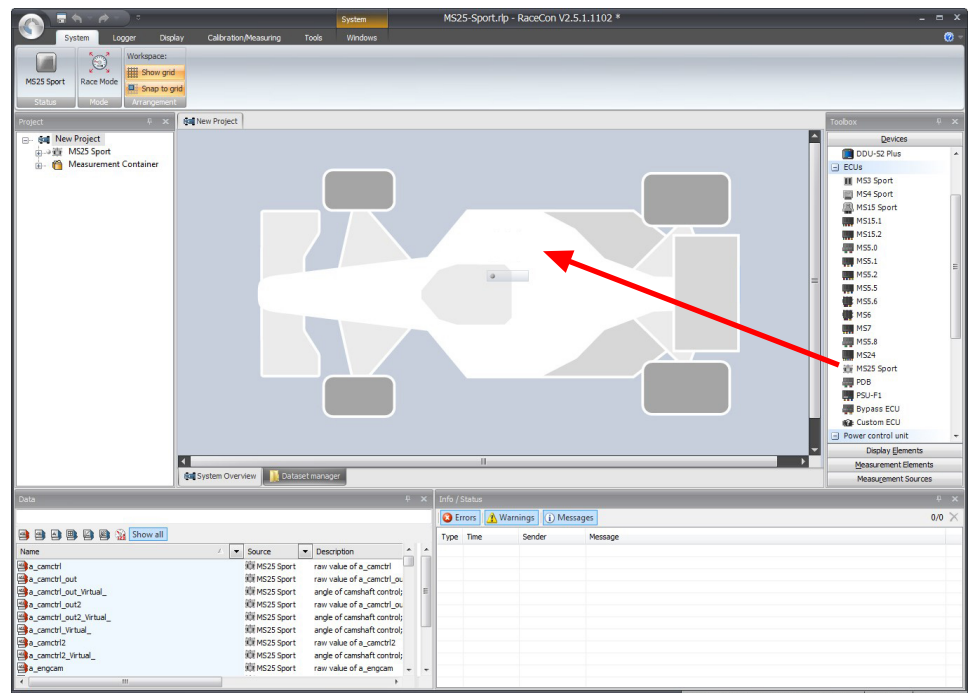 System
MS25-Sport.rlp - RaceCon V2.5.1.1102 *
System Logger Display Calibration/Measuring Tools Windows
MS25 Sport
Race Mode
Workspace:
Show grid
Snap to grid
Status Mode Arrangement
Project
New Project
MS25 Sport
Measurement Container
New Project
System Overview Dataset manager
Toolbox
Devices
DDU-S2 Plus
ECUs
MS3 Sport
MS4 Sport
MS15 Sport
MS15.1
MS15.2
MS5.0
MS5.1
MS5.2
MS5.5
MS5.6
MS6
MS7
MS5.8
MS24
MS25 Sport
PDB
PSU-F1
Bypass ECU
Custom ECU
Power control unit
Display Elements
Measurement Elements
Measurement Sources
Data
Show all
Name Source Description
a_camctrl MS25 Sport raw value of a_camctrl
a_camctrl_out MS25 Sport raw value of a_camctrl_ou
a_camctrl_out_Virtual_ MS25 Sport angle of camshaft control;
a_camctrl_out2 MS25 Sport raw value of a_camctrl_ou
a_camctrl_out2_Virtual_ MS25 Sport angle of camshaft control;
a_camctrl_Virtual_ MS25 Sport angle of camshaft control;
a_camctrl2 MS25 Sport raw value of a_camctrl2
a_camctrl2_Virtual_ MS25 Sport angle of camshaft control;
a_engcam MS25 Sport raw value of a_engcam
Info / Status
Errors Warnings Messages 0/0
Type Time Sender Message